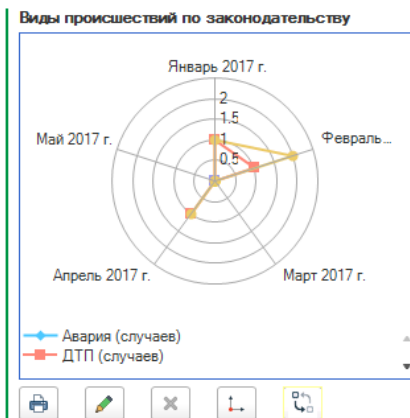 Виды происшествий по законодательству
Январь 2017 г.
2
1.5
1
0.5
Май 2017 г.
Февраль ...
Апрель 2017 г.
Март 2017 г.
Авария (случаев)
ДТП (случаев)